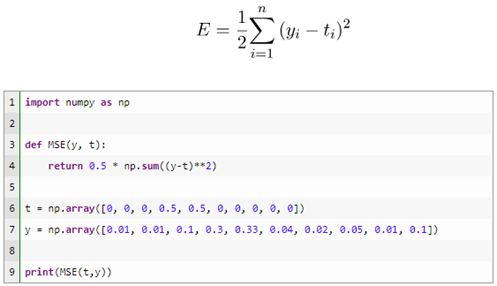 E = 1/2 ∑_{i=1}^{n} (y_i − t_i)^2
1 import numpy as np
2
3 def MSE(y, t):
4     return 0.5 * np.sum((y-t)**2)
5
6 t = np.array([0, 0, 0, 0.5, 0.5, 0, 0, 0, 0, 0])
7 y = np.array([0.01, 0.01, 0.1, 0.3, 0.33, 0.04, 0.02, 0.05, 0.01, 0.1])
8
9 print(MSE(t,y))